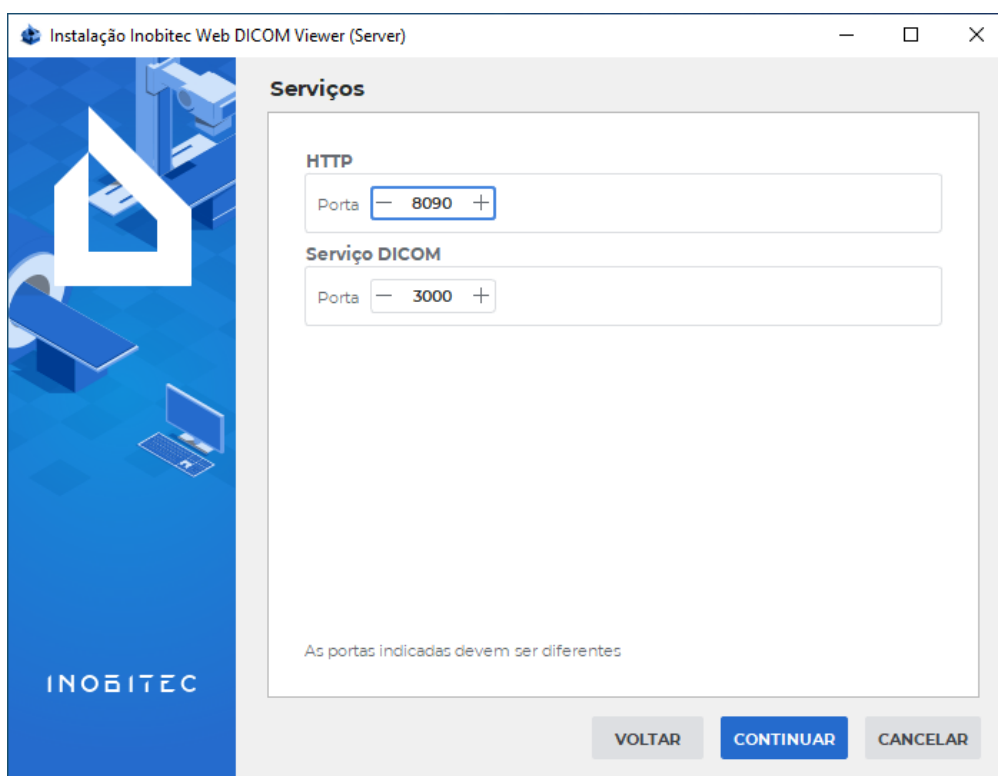 Instalação Inobitec Web DICOM Viewer (Server)
Serviços
HTTP
Porta 8090
Serviço DICOM
Porta 3000
As portas indicadas devem ser diferentes
INOBITEC
VOLTAR CONTINUAR CANCELAR